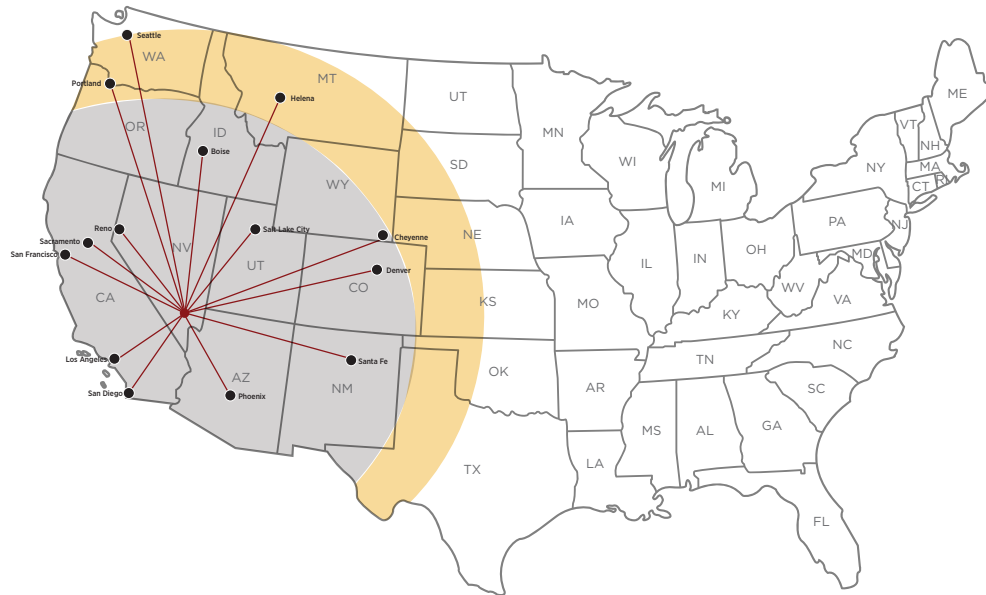 Seattle
WA
Portland
MT
Helena
OR
ID
Boise
WY
Reno
Salt Lake City
Sacramento
San Francisco
NV
UT
Cheyenne
Denver
CO
CA
Los Angeles
Santa Fe
San Diego
AZ
Phoenix
NM
UT
SD
NE
KS
OK
TX
MN
IA
MO
AR
LA
WI
IL
MI
IN
OH
KY
TN
MS
AL
GA
FL
SC
NC
VA
WV
PA
MD
NJ
NY
CT
RI
MA
VT
NH
ME